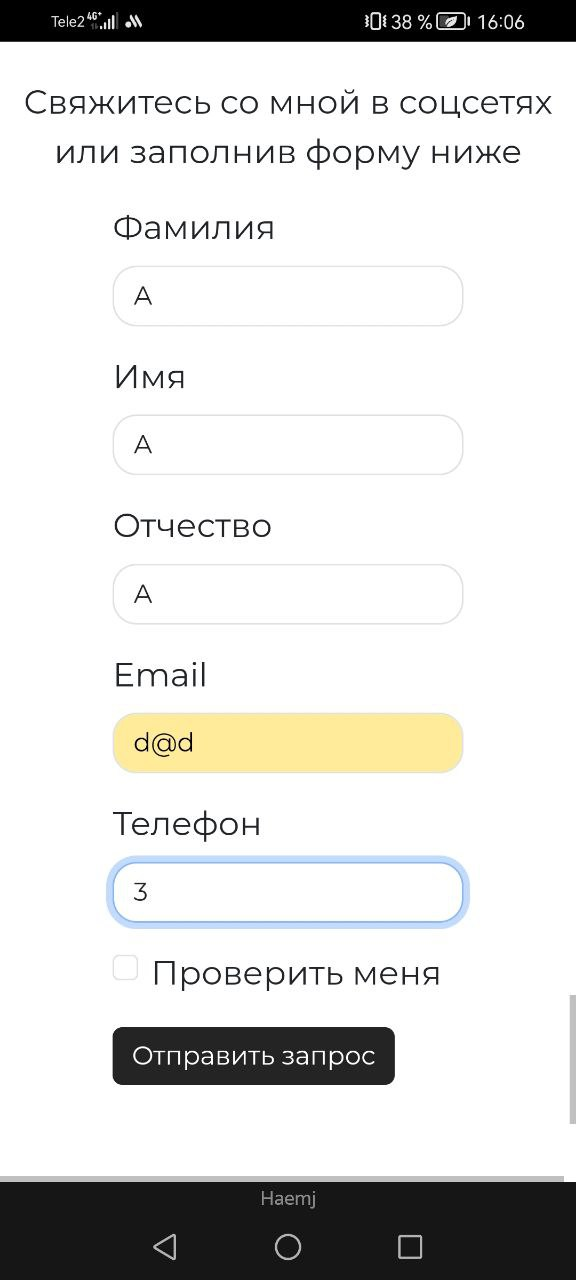 Tele2 4G+ 38 % 16:06
Свяжитесь со мной в соцсетях
или заполнив форму ниже
Фамилия
A
Имя
A
Отчество
A
Email
d@d
Телефон
3
Проверить меня
Отправить запрос
Haemj